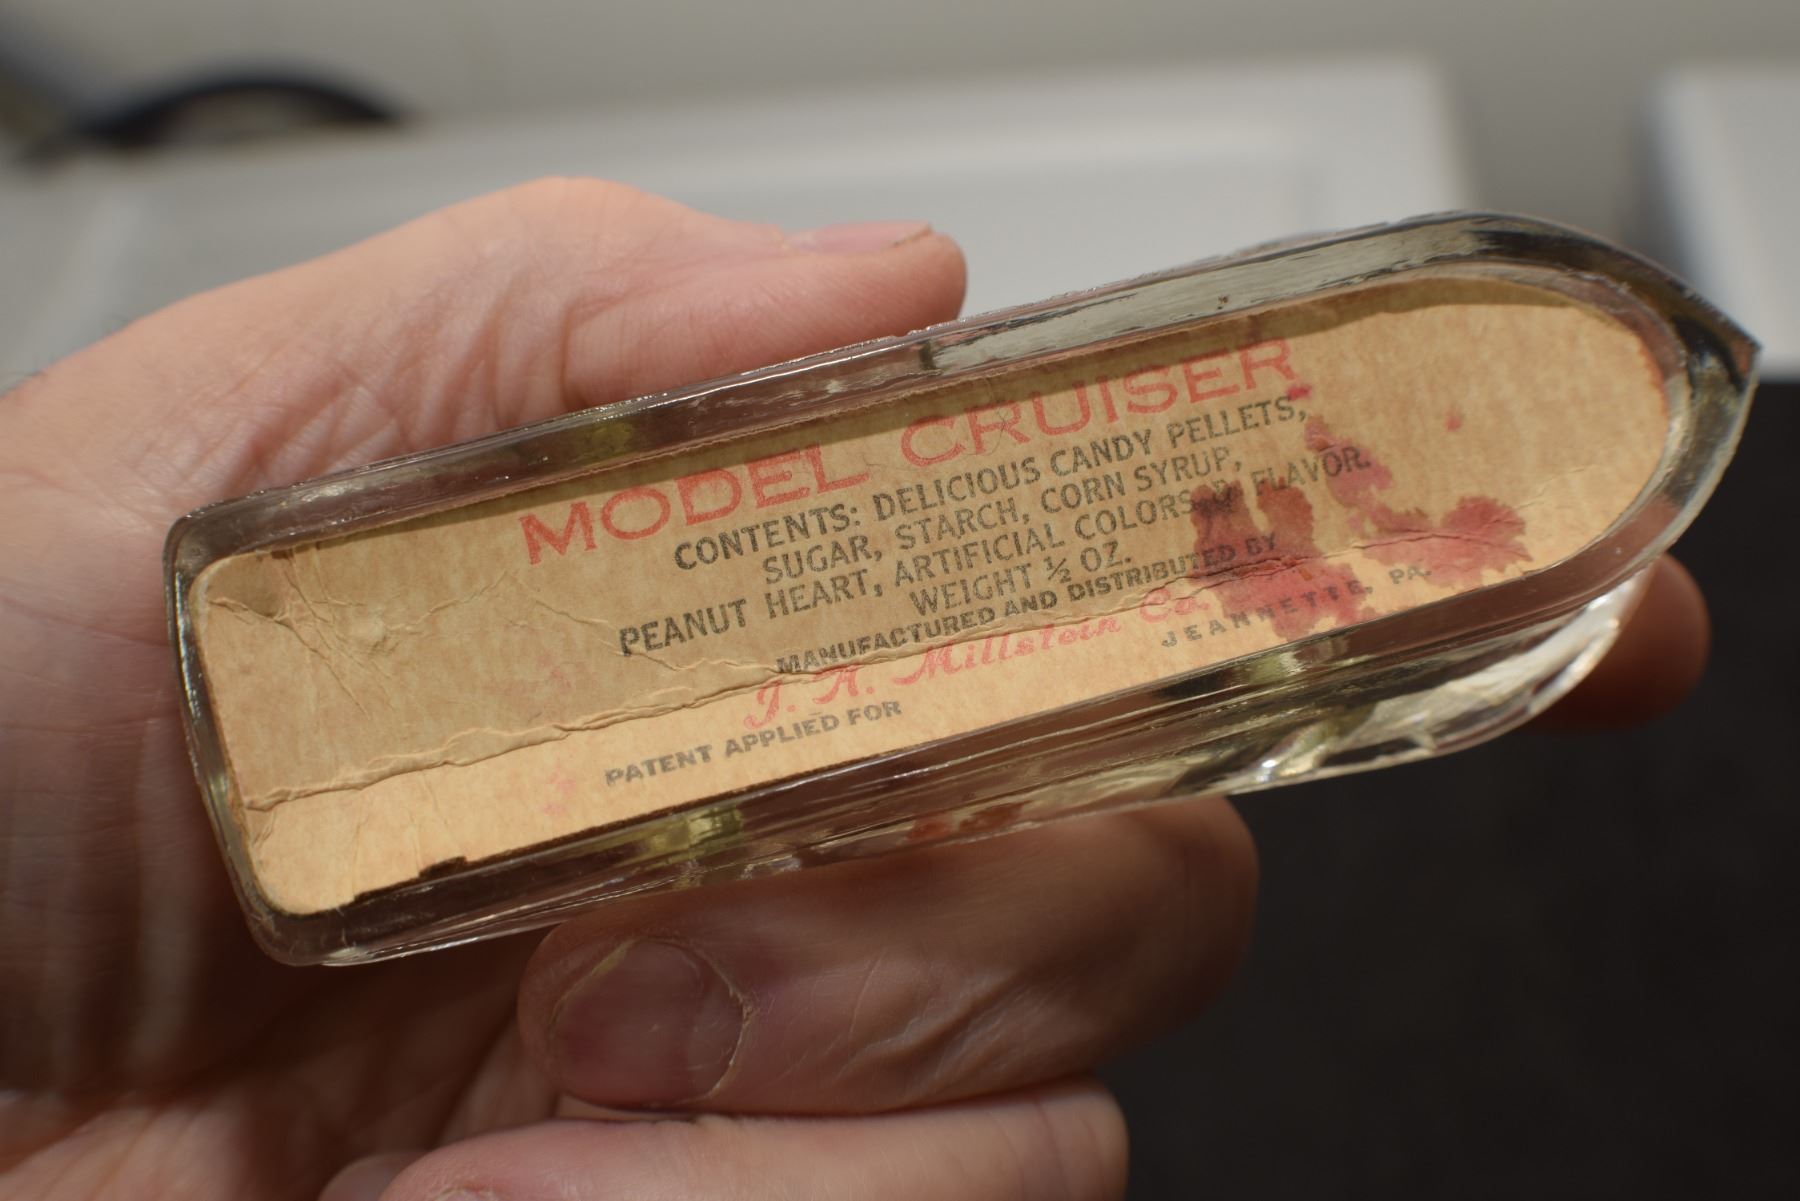 MODEL CRUISER
CONTENTS: DELICIOUS CANDY PELLETS,
SUGAR, STARCH, CORN SYRUP,
PEANUT HEART, ARTIFICIAL COLORS & FLAVOR.
WEIGHT ½ OZ.
MANUFACTURED AND DISTRIBUTED BY
J. H. Millstein Co.
JEANNETTE, PA.
PATENT APPLIED FOR